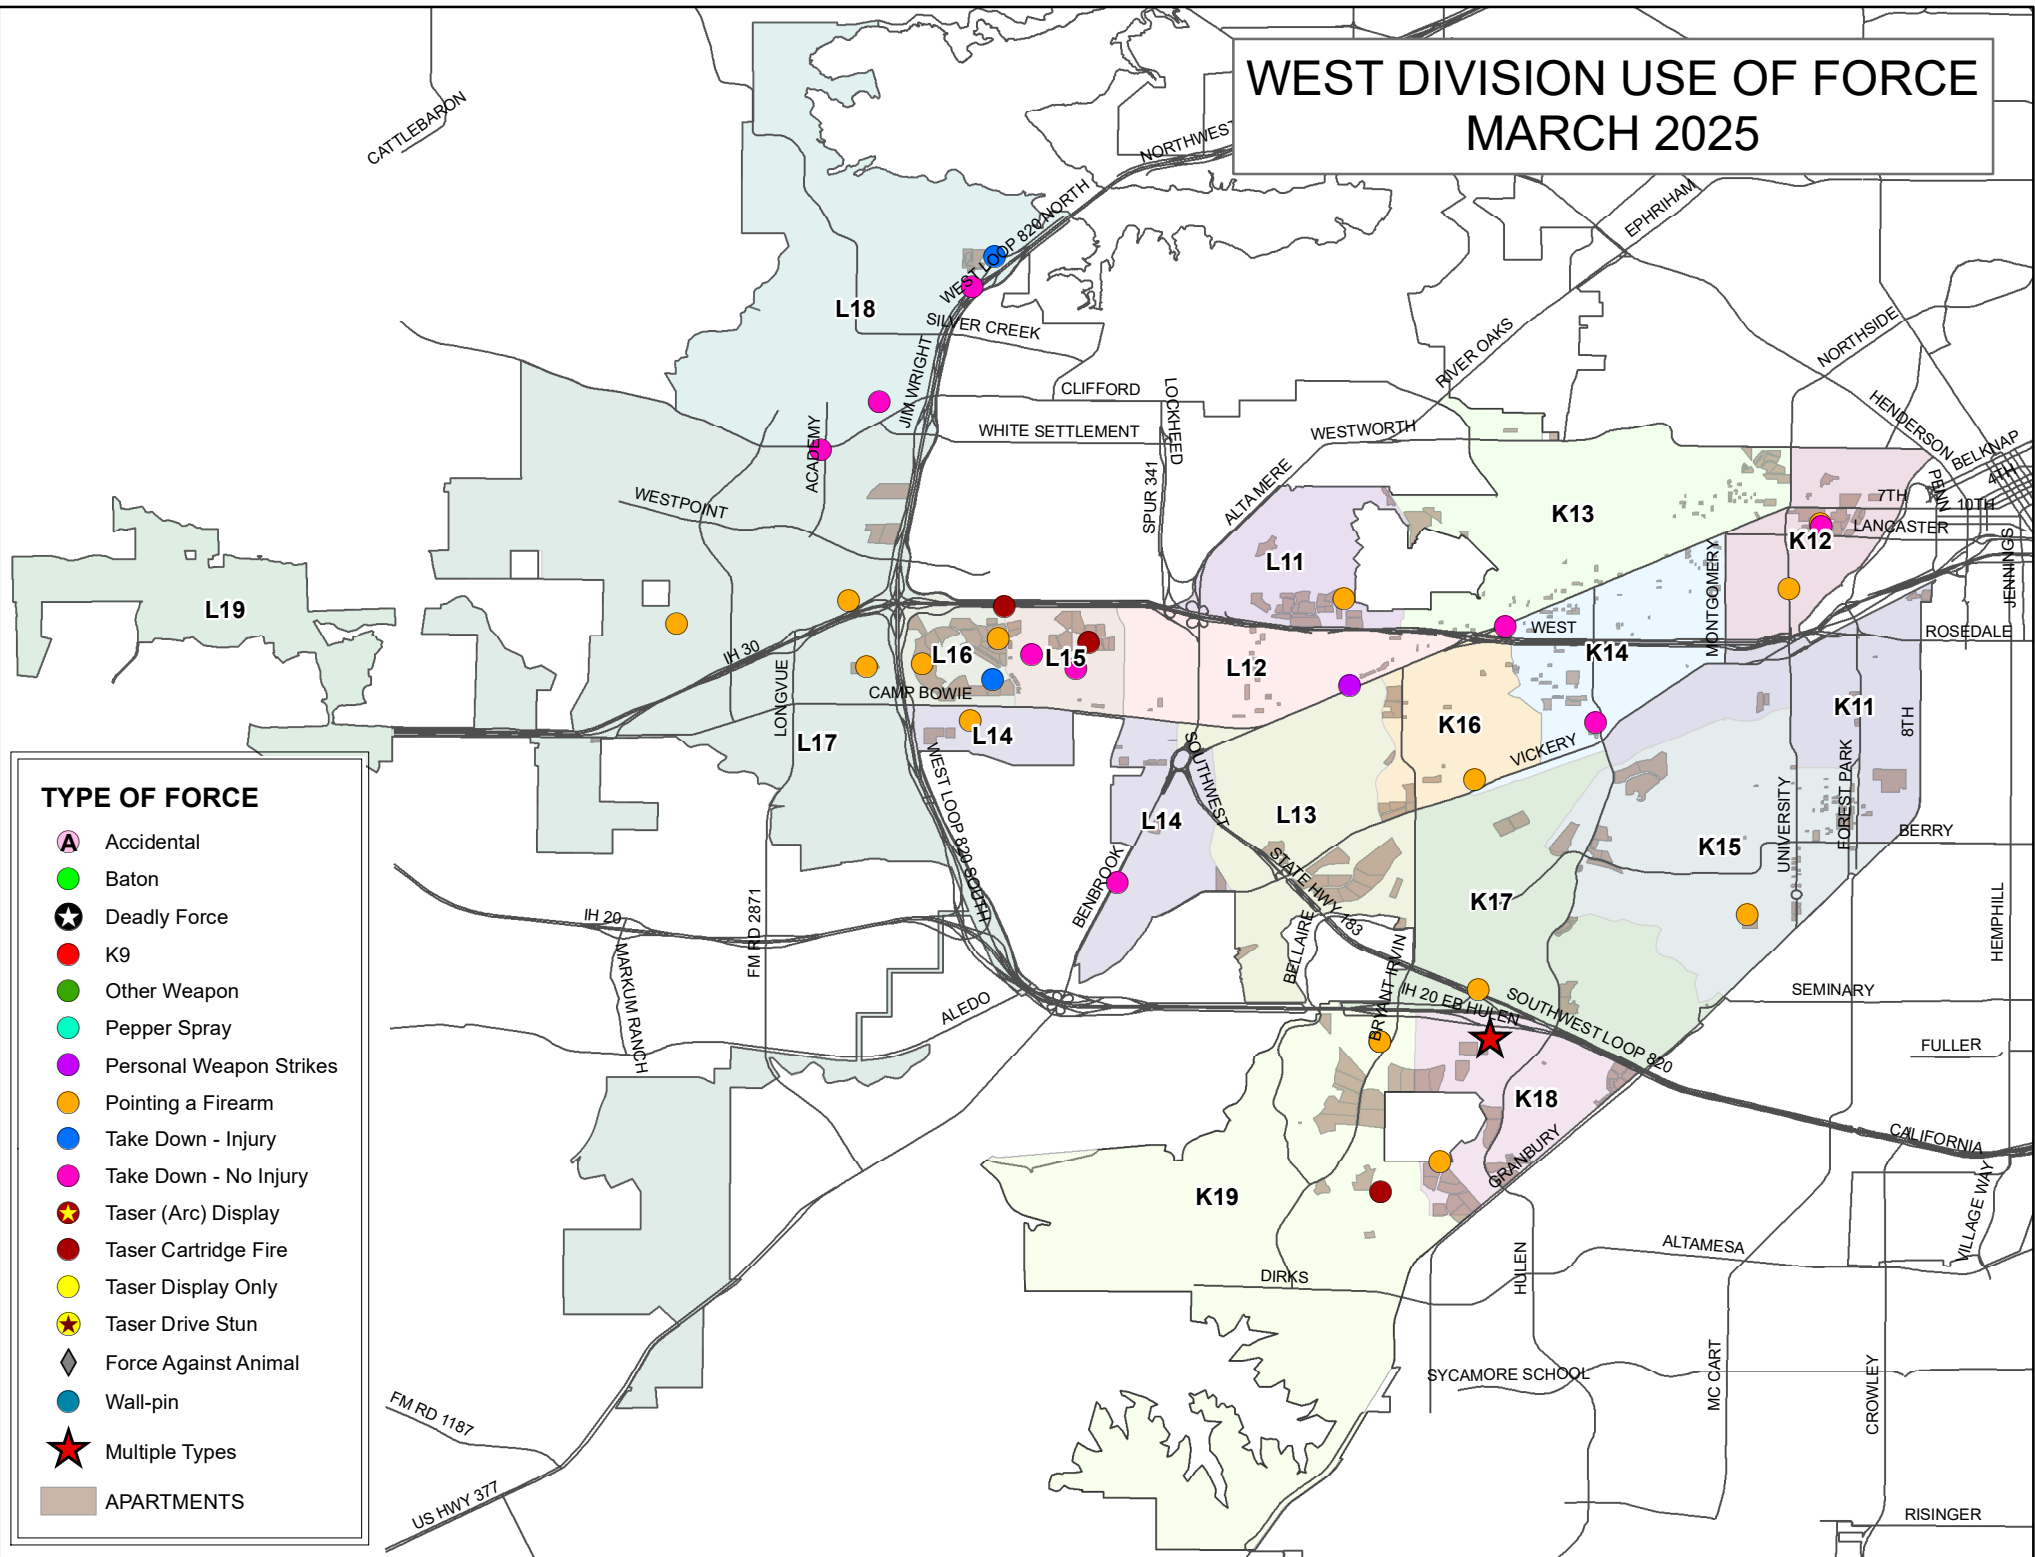 WEST DIVISION USE OF FORCE
MARCH 2025
CATTLEBARON
NORTHWEST
EPHRIHAM
WEST LOOP 820 NORTH
L18
SILVER CREEK
JIM WRIGHT
RIVER OAKS
NORTHSIDE
CLIFFORD
LOCKHEED
HENDERSON
WHITE SETTLEMENT
WESTWORTH
BELKNAP
ACADEMY
4TH
PENN
WESTPOINT
SPUR 341
ALTA MERE
7TH
10TH
K13
LANCASTER
K12
L11
MONTGOMERY
JENNINGS
L19
WEST
ROSEDALE
IH 30
L16
L15
L12
K14
CAMP BOWIE
LONGVUE
K11
8TH
L17
L14
K16
VICKERY
SOUTHWEST
WEST LOOP 820 SOUTH
L14
L13
UNIVERSITY
FOREST PARK
BERRY
K15
STATE HWY 183
BENBROOK
K17
IH 20
FM RD 2871
BELLAIRE
HEMPHILL
MARKUM RANCH
BRYANT IRVIN
SEMINARY
IH 20 EB HULEN
SOUTHWEST LOOP 820
ALEDO
FULLER
K18
GRANBURY
CALIFORNIA
K19
VILLAGE WAY
ALTAMESA
HULEN
DIRKS
SYCAMORE SCHOOL
MC CART
CROWLEY
FM RD 1187
US HWY 377
RISINGER
TYPE OF FORCE
A Accidental
Baton
Deadly Force
K9
Other Weapon
Pepper Spray
Personal Weapon Strikes
Pointing a Firearm
Take Down - Injury
Take Down - No Injury
Taser (Arc) Display
Taser Cartridge Fire
Taser Display Only
Taser Drive Stun
Force Against Animal
Wall-pin
Multiple Types
APARTMENTS